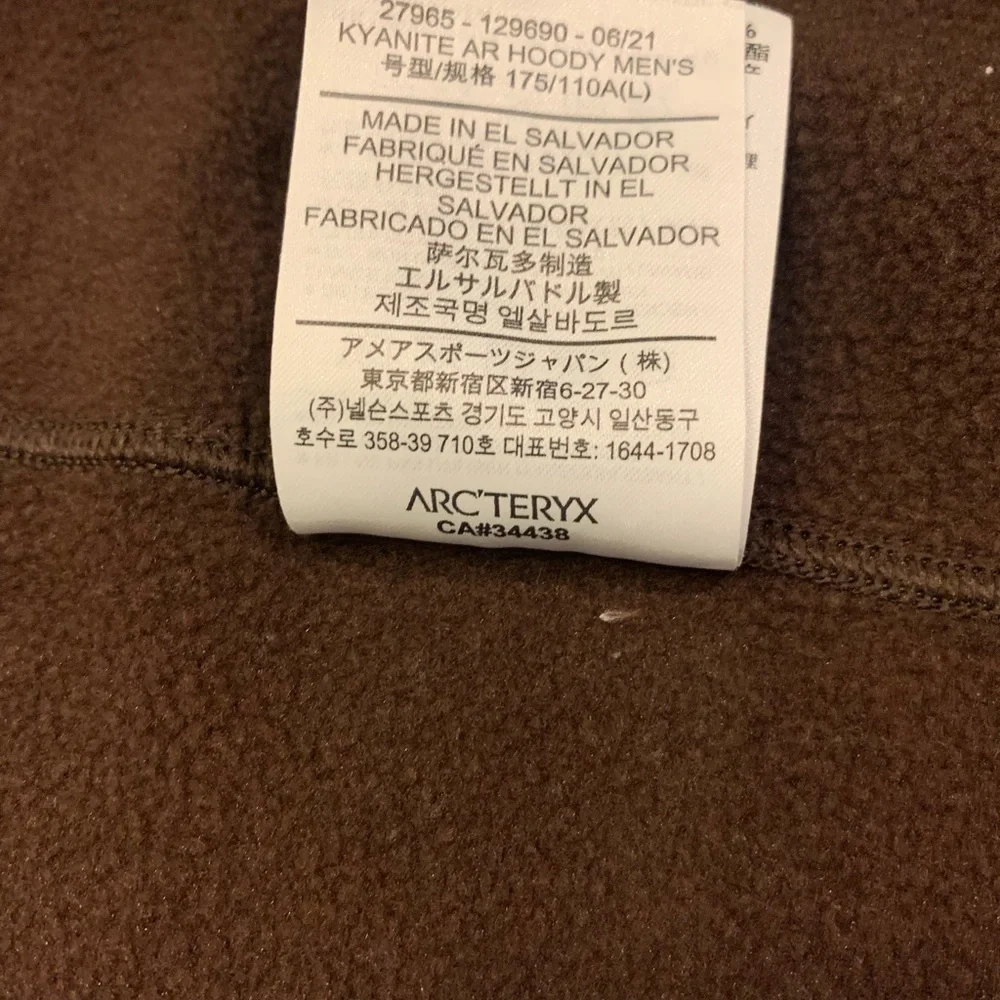 27965 - 129690 - 06/21
KYANITE AR HOODY MEN'S
号型/规格 175/110A(L)
MADE IN EL SALVADOR
FABRIQUÉ EN SALVADOR
HERGESTELLT IN EL
SALVADOR
FABRICADO EN EL SALVADOR
萨尔瓦多制造
エルサルバドル製
제조국명 엘살바도르
アメアスポーツジャパン ( 株)
東京都新宿区新宿6-27-30
(주)넬슨스포츠 경기도 고양시 일산동구
호수로 358-39 710호 대표번호: 1644-1708
ARC'TERYX
CA#34438